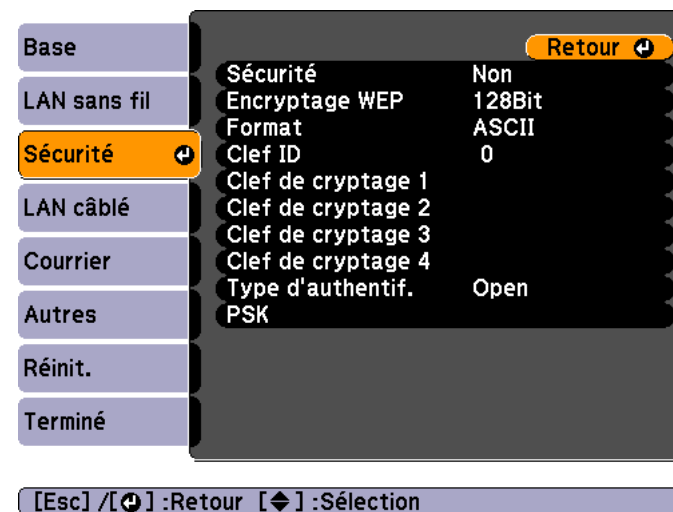 Base
LAN sans fil
Sécurité
LAN câblé
Courrier
Autres
Réinit.
Terminé
Retour
Sécurité Non
Encryptage WEP 128Bit
Format ASCII
Clef ID 0
Clef de cryptage 1
Clef de cryptage 2
Clef de cryptage 3
Clef de cryptage 4
Type d'authentif. Open
PSK
[Esc] /[⏎] :Retour [◆] :Sélection